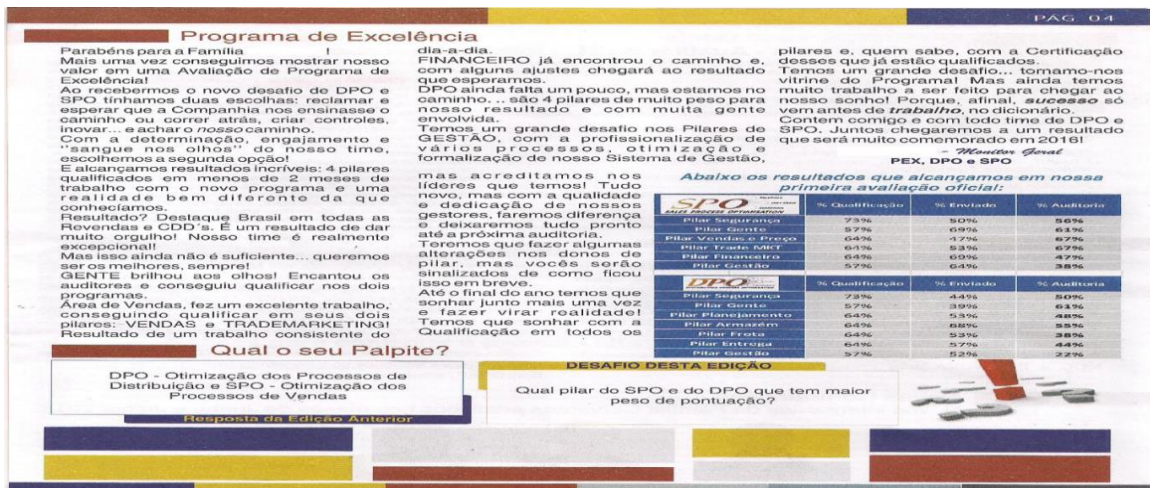 PÁG 04
Programa de Excelência
Parabéns para a Família !
Mais uma vez conseguimos mostrar nosso
valor em uma Avaliação de Programa de
Excelência!
Ao recebermos o novo desafio de DPO e
SPO tínhamos duas escolhas: reclamar e
esperar que a Companhia nos ensinasse o
caminho ou correr atrás, criar controles,
inovar... e achar o nosso caminho.
Com a determinação, engajamento e
"sangue nos olhos" do nosso time,
escolhemos a segunda opção!
E alcançamos resultados incríveis: 4 pilares
qualificados em menos de 2 meses de
trabalho com o novo programa e uma
realidade bem diferente da que
conhecíamos.
Resultado? Destaque Brasil em todas as
Revendas e CDD's. É um resultado de dar
muito orgulho! Nosso time é realmente
excepcional!
Mas isso ainda não é suficiente... queremos
ser os melhores, sempre!
GENTE brilhou aos olhos! Encantou os
auditores e conseguiu qualificar nos dois
programas.
Área de Vendas, fez um excelente trabalho,
conseguindo qualificar em seus dois
pilares: VENDAS e TRADEMARKETING!
Resultado de um trabalho consistente do
dia-a-dia.
FINANCEIRO já encontrou o caminho e,
com alguns ajustes chegará ao resultado
que esperamos.
DPO ainda falta um pouco, mas estamos no
caminho... são 4 pilares de muito peso para
nosso resultado e com muita gente
envolvida.
Temos um grande desafio nos Pilares de
GESTÃO, com a profissionalização de
vários processos, otimização e
formalização de nosso Sistema de Gestão,
mas acreditamos nos
líderes que temos! Tudo
novo, mas com a qualidade
e dedicação de nossos
gestores, faremos diferença
e deixaremos tudo pronto
até a próxima auditoria.
Teremos que fazer algumas
alterações nos donos de
pilar, mas vocês serão
sinalizados de como ficou
isso em breve.
Até o final do ano temos que
sonhar junto mais uma vez
e fazer virar realidade!
Temos que sonhar com a
Qualificação em todos os
pilares e, quem sabe, com a Certificação
desses que já estão qualificados.
Temos um grande desafio... tornamo-nos
vitrine do Programa! Mas ainda temos
muito trabalho a ser feito para chegar ao
nosso sonho! Porque, afinal, sucesso só
vem antes de trabalho, no dicionário.
Contem comigo e com todo time de DPO e
SPO. Juntos chegaremos a um resultado
que será muito comemorado em 2016!
- Monitor Geral
PEX, DPO e SPO
Abaixo os resultados que alcançamos em nossa
primeira avaliação oficial:
SPO SALES PROCESS OPTIMISATION % Qualificação % Enviado % Auditoria
Pilar Segurança 73% 50% 56%
Pilar Gente 57% 69% 61%
Pilar Vendas e Preço 64% 47% 67%
Pilar Trade MKT 64% 53% 67%
Pilar Financeiro 64% 69% 47%
Pilar Gestão 57% 64% 38%
DPO % Qualificação % Enviado % Auditoria
Pilar Segurança 73% 44% 50%
Pilar Gente 57% 39% 61%
Pilar Planejamento 64% 53% 48%
Pilar Armazém 64% 68% 55%
Pilar Frota 64% 53% 38%
Pilar Entrega 64% 57% 44%
Pilar Gestão 57% 52% 22%
Qual o seu Palpite?
DPO - Otimização dos Processos de
Distribuição e SPO - Otimização dos
Processos de Vendas
Resposta da Edição Anterior
DESAFIO DESTA EDIÇÃO
Qual pilar do SPO e do DPO que tem maior
peso de pontuação?